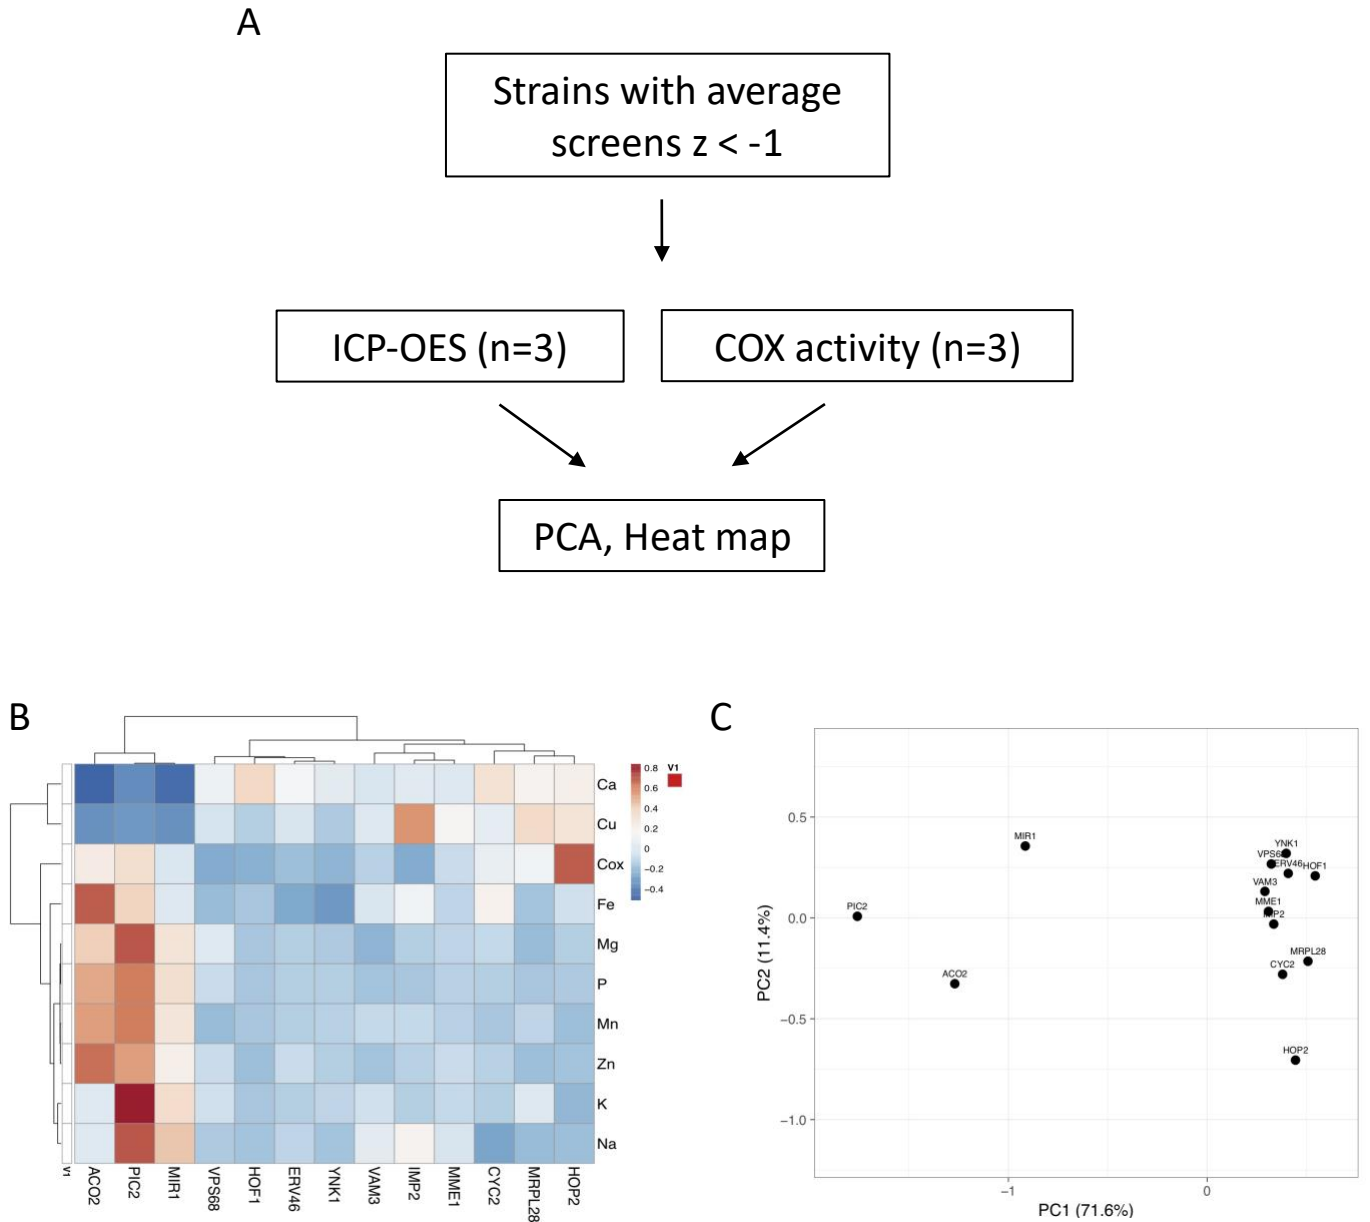 A
Strains with average
screens z < -1
ICP-OES (n=3)
COX activity (n=3)
PCA, Heat map
B
0.8
0.6
0.4
0.2
0
−0.2
−0.4
V1
Ca
Cu
Cox
Fe
Mg
P
Mn
Zn
K
Na
V1
ACO2
PIC2
MIR1
VPS68
HOF1
ERV46
YNK1
VAM3
IMP2
MME1
CYC2
MRPL28
HOP2
C
PC2 (11.4%)
0.5
0.0
−0.5
−1.0
MIR1
PIC2
ACO2
YNK1
ERV46
HOF1
VAM3
MME1
MRPL28
CYC2
HOP2
−1
0
PC1 (71.6%)